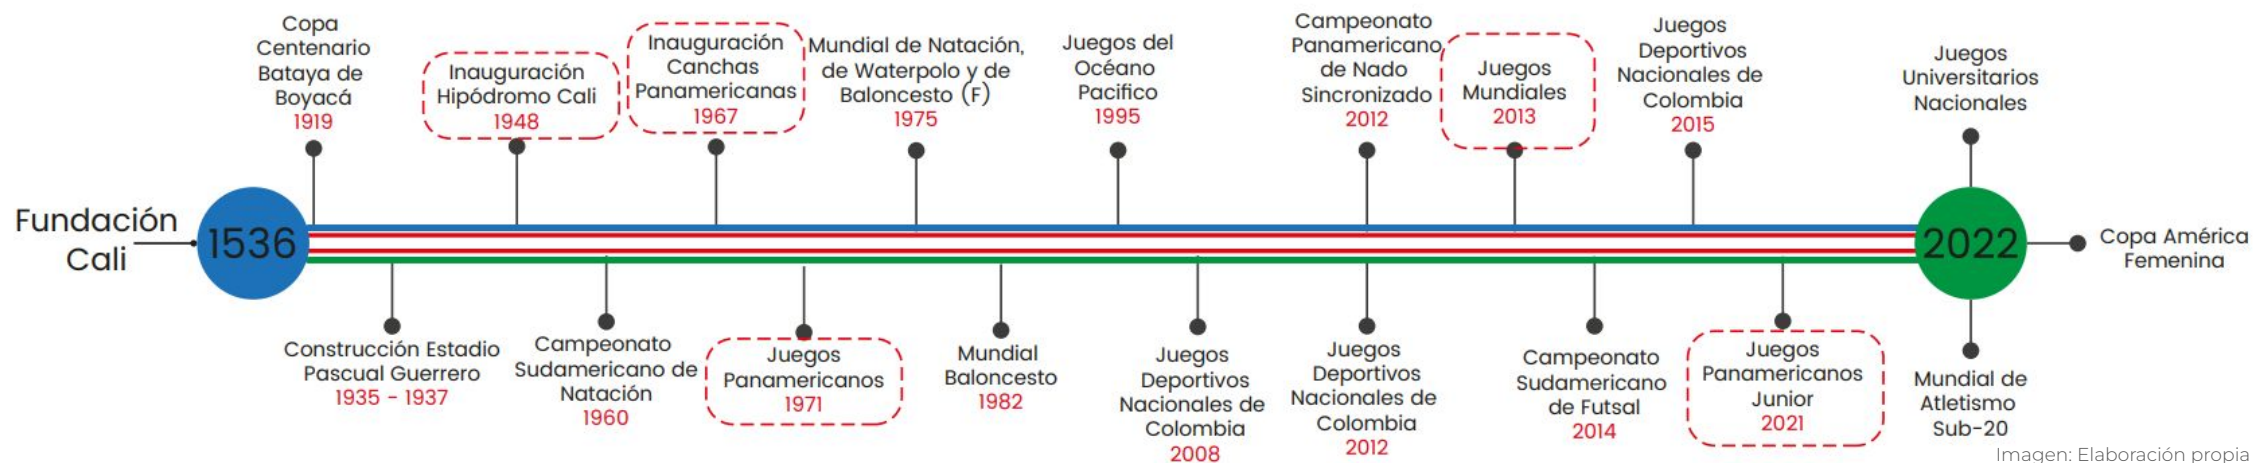 Fundación
Cali
1536
Copa
Centenario
Bataya de
Boyacá
1919
Construcción Estadio
Pascual Guerrero
1935 - 1937
Inauguración
Hipódromo Cali
1948
Campeonato
Sudamericano de
Natación
1960
Inauguración
Canchas
Panamericanas
1967
Juegos
Panamericanos
1971
Mundial de Natación,
de Waterpolo y de
Baloncesto (F)
1975
Mundial
Baloncesto
1982
Juegos del
Océano
Pacifico
1995
Juegos
Deportivos
Nacionales de
Colombia
2008
Campeonato
Panamericano
de Nado
Sincronizado
2012
Juegos
Deportivos
Nacionales de
Colombia
2012
Juegos
Mundiales
2013
Campeonato
Sudamericano
de Futsal
2014
Juegos
Deportivos
Nacionales de
Colombia
2015
Juegos
Panamericanos
Junior
2021
Juegos
Universitarios
Nacionales
2022
Copa América
Femenina
Mundial de
Atletismo
Sub-20
Imagen: Elaboración propia